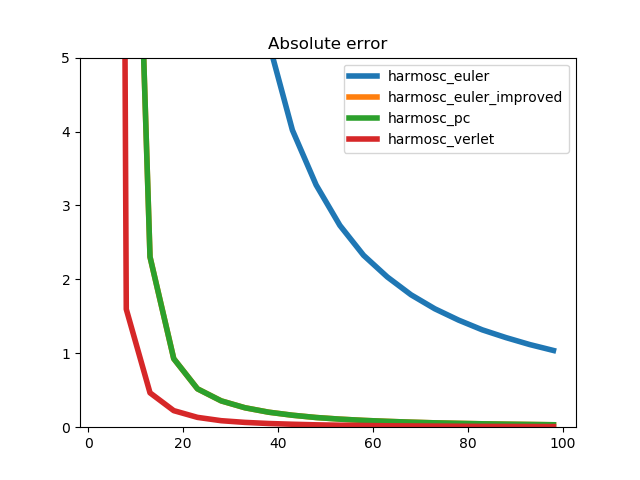 Absolute error
harmosc_euler
harmosc_euler_improved
harmosc_pc
harmosc_verlet
5
4
3
2
1
0
0 20 40 60 80 100